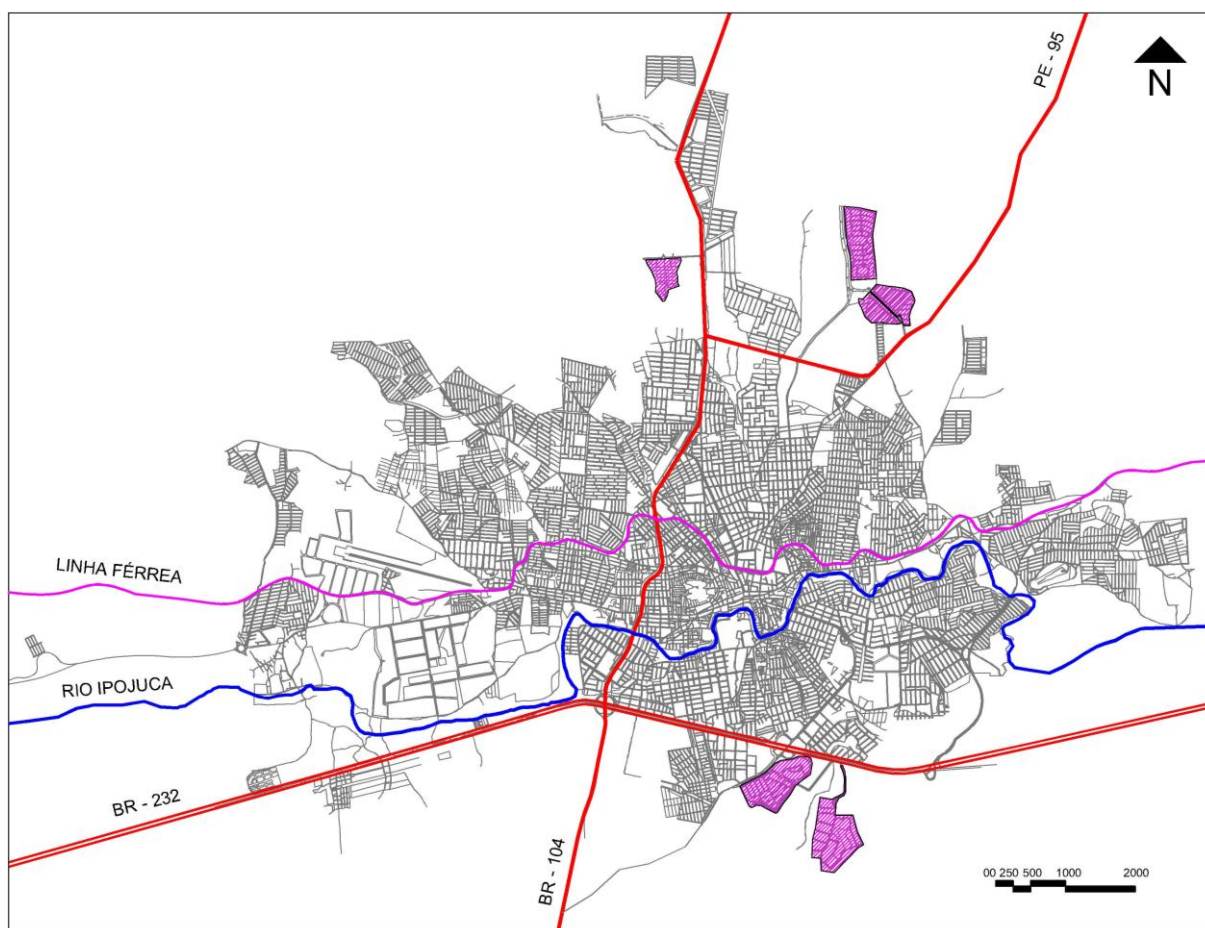 PE - 95
N
LINHA FÉRREA
RIO IPOJUCA
BR - 232
BR - 104
00 250 500 1000 2000